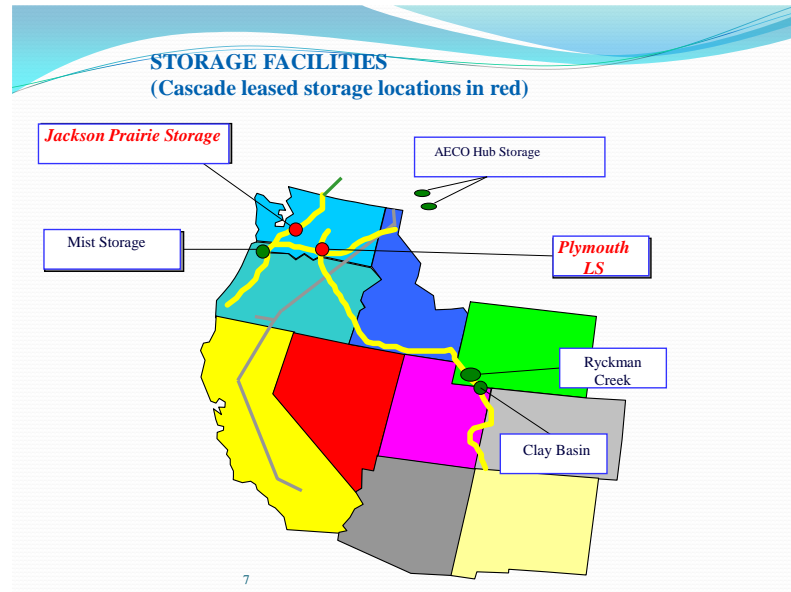 STORAGE FACILITIES
(Cascade leased storage locations in red)
Jackson Prairie Storage
AECO Hub Storage
Mist Storage
Plymouth
LS
Ryckman
Creek
Clay Basin
7